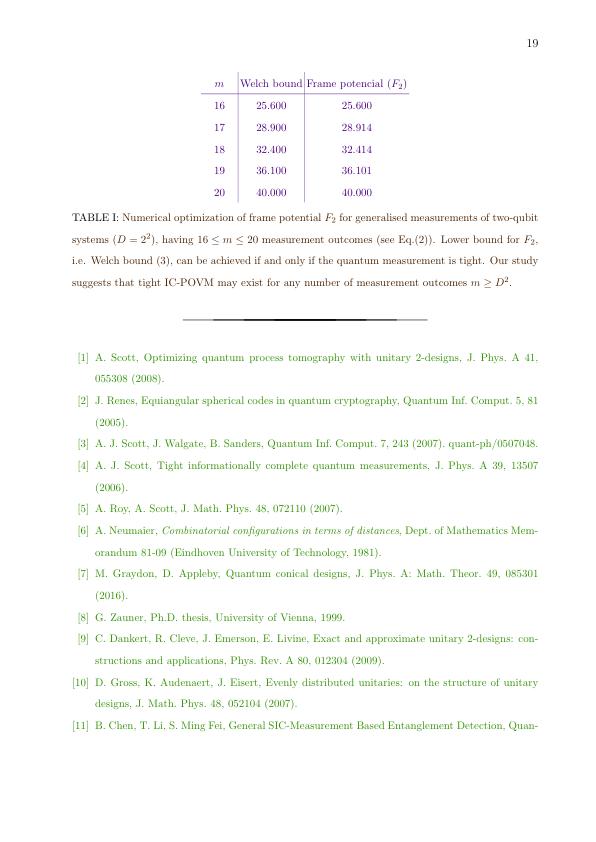 19
m Welch bound Frame potencial (F₂)
16 25.600 25.600
17 28.900 28.914
18 32.400 32.414
19 36.100 36.101
20 40.000 40.000
TABLE I: Numerical optimization of frame potential F₂ for generalised measurements of two-qubit
systems (D = 2²), having 16 ≤ m ≤ 20 measurement outcomes (see Eq.(2)). Lower bound for F₂,
i.e. Welch bound (3), can be achieved if and only if the quantum measurement is tight. Our study
suggests that tight IC-POVM may exist for any number of measurement outcomes m ≥ D².
[1] A. Scott, Optimizing quantum process tomography with unitary 2-designs, J. Phys. A 41,
055308 (2008).
[2] J. Renes, Equiangular spherical codes in quantum cryptography, Quantum Inf. Comput. 5, 81
(2005).
[3] A. J. Scott, J. Walgate, B. Sanders, Quantum Inf. Comput. 7, 243 (2007). quant-ph/0507048.
[4] A. J. Scott, Tight informationally complete quantum measurements, J. Phys. A 39, 13507
(2006).
[5] A. Roy, A. Scott, J. Math. Phys. 48, 072110 (2007).
[6] A. Neumaier, Combinatorial configurations in terms of distances, Dept. of Mathematics Mem-
orandum 81-09 (Eindhoven University of Technology, 1981).
[7] M. Graydon, D. Appleby, Quantum conical designs, J. Phys. A: Math. Theor. 49, 085301
(2016).
[8] G. Zauner, Ph.D. thesis, University of Vienna, 1999.
[9] C. Dankert, R. Cleve, J. Emerson, E. Livine, Exact and approximate unitary 2-designs: con-
structions and applications, Phys. Rev. A 80, 012304 (2009).
[10] D. Gross, K. Audenaert, J. Eisert, Evenly distributed unitaries: on the structure of unitary
designs, J. Math. Phys. 48, 052104 (2007).
[11] B. Chen, T. Li, S. Ming Fei, General SIC-Measurement Based Entanglement Detection, Quan-